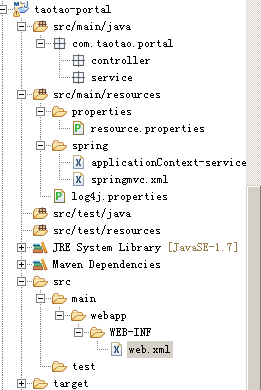 taotao-portal
src/main/java
com.taotao.portal
controller
service
src/main/resources
properties
resource.properties
spring
applicationContext-service
springmvc.xml
log4j.properties
src/test/java
src/test/resources
JRE System Library [JavaSE-1.7]
Maven Dependencies
src
main
webapp
WEB-INF
web.xml
test
target